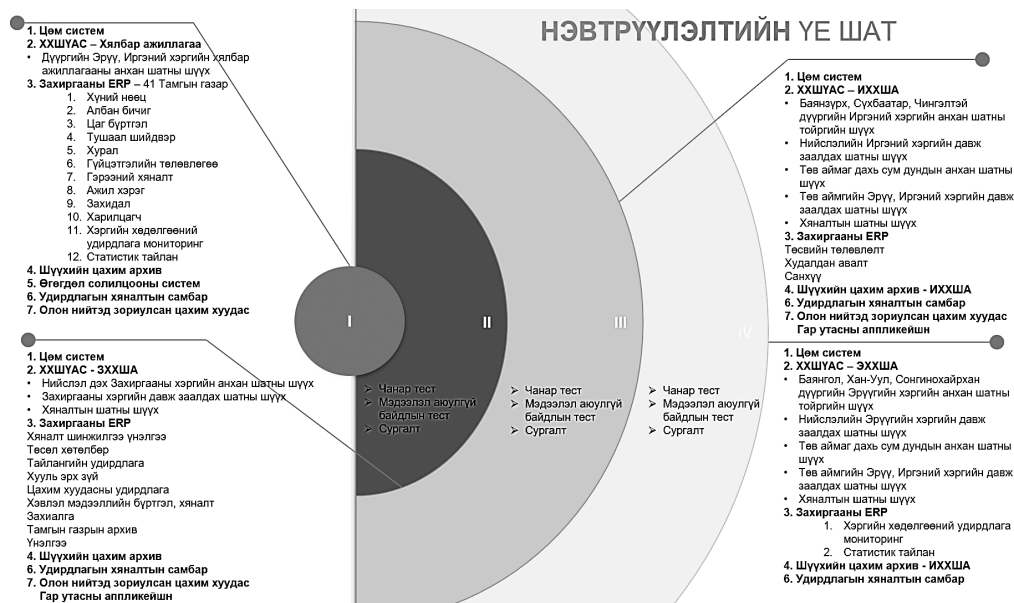 НЭВТРҮҮЛЭЛТИЙН ҮЕ ШАТ
1. Цөм систем
2. ХХШҮАС – Хялбар ажиллагаа
• Дүүргийн Эрүү, Иргэний хэргийн хялбар
ажиллагааны анхан шатны шүүх
3. Захиргааны ERP – 41 Тамгын газар
1. Хүний нөөц
2. Албан бичиг
3. Цаг бүртгэл
4. Тушаал шийдвэр
5. Хурал
6. Гүйцэтгэлийн төлөвлөгөө
7. Гэрээний хяналт
8. Ажил хэрэг
9. Захидал
10. Харилцагч
11. Хэргийн хөдөлгөөний
удирдлага мониторинг
12. Статистик тайлан
4. Шүүхийн цахим архив
5. Өгөгдөл солилцооны систем
6. Удирдлагын хяналтын самбар
7. Олон нийтэд зориулсан цахим хуудас
1. Цөм систем
2. ХХШҮАС - ЗХХША
• Нийслэл дэх Захиргааны хэргийн анхан шатны шүүх
• Захиргааны хэргийн давж заалдах шатны шүүх
• Хяналтын шатны шүүх
3. Захиргааны ERP
Хяналт шинжилгээ үнэлгээ
Төсөл хөтөлбөр
Тайлангийн удирдлага
Хууль эрх зүй
Цахим хуудасны удирдлага
Хэвлэл мэдээллийн бүртгэл, хяналт
Захиалга
Тамгын газрын архив
Үнэлгээ
4. Шүүхийн цахим архив
6. Удирдлагын хяналтын самбар
7. Олон нийтэд зориулсан цахим хуудас
Гар утасны аппликейшн
I
II
III
IV
➢ Чанар тест
➢ Мэдээлэл аюулгүй
байдлын тест
➢ Сургалт
➢ Чанар тест
➢ Мэдээлэл аюулгүй
байдлын тест
➢ Сургалт
➢ Чанар тест
➢ Мэдээлэл аюулгүй
байдлын тест
➢ Сургалт
1. Цөм систем
2. ХХШҮАС – ИХХША
• Баянзүрх, Сүхбаатар, Чингэлтэй
дүүргийн Иргэний хэргийн анхан шатны
тойргийн шүүх
• Нийслэлийн Иргэний хэргийн давж
заалдах шатны шүүх
• Төв аймаг дахь сум дундын анхан шатны
шүүх
• Төв аймгийн Эрүү, Иргэний хэргийн давж
заалдах шатны шүүх
• Хяналтын шатны шүүх
3. Захиргааны ERP
Төсвийн төлөвлөлт
Худалдан авалт
Санхүү
4. Шүүхийн цахим архив - ИХХША
6. Удирдлагын хяналтын самбар
7. Олон нийтэд зориулсан цахим хуудас
Гар утасны аппликейшн
1. Цөм систем
2. ХХШҮАС – ЭХХША
• Баянгол, Хан-Уул, Сонгинохайрхан
дүүргийн Эрүүгийн хэргийн анхан шатны
тойргийн шүүх
• Нийслэлийн Эрүүгийн хэргийн давж
заалдах шатны шүүх
• Төв аймаг дахь сум дундын анхан шатны
шүүх
• Төв аймгийн Эрүү, Иргэний хэргийн давж
заалдах шатны шүүх
• Хяналтын шатны шүүх
3. Захиргааны ERP
1. Хэргийн хөдөлгөөний удирдлага
мониторинг
2. Статистик тайлан
4. Шүүхийн цахим архив - ИХХША
6. Удирдлагын хяналтын самбар